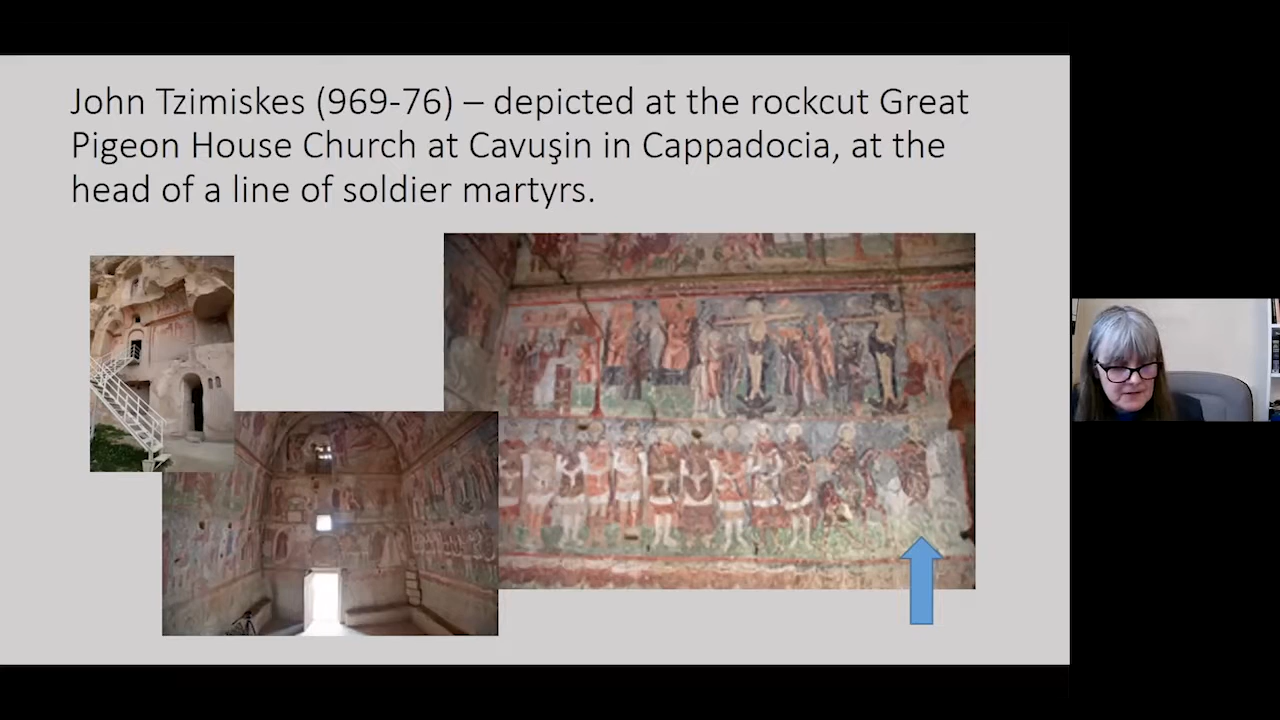 John Tzimiskes (969-76) – depicted at the rockcut Great
Pigeon House Church at Cavuşin in Cappadocia, at the
head of a line of soldier martyrs.